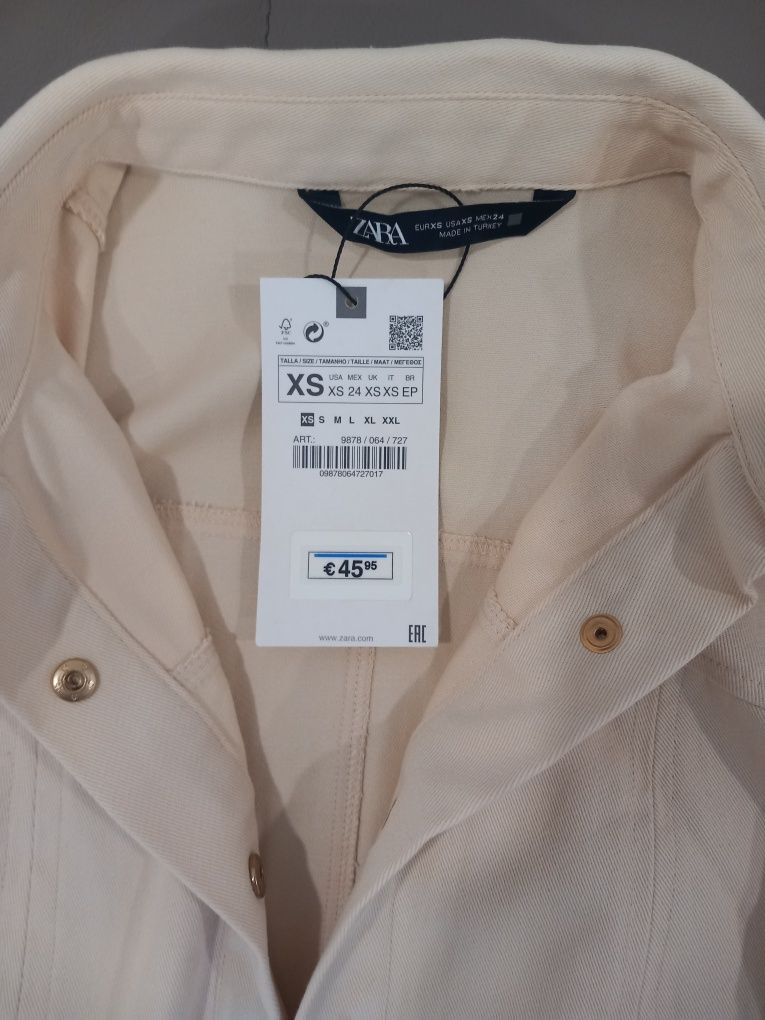 ZARA
EUR XS USA XS MEX 24
MADE IN TURKEY
FSC
®
TALLA / SIZE / TAMANHO / TAILLE / MAAT / ΜΕΓΕΘΟΣ
XS
USA MEX UK IT BR
XS 24 XS XS EP
XS S M L XL XXL
ART.: 9878 / 064 / 727
09878064727017
€ 45 95
www.zara.com
EAC